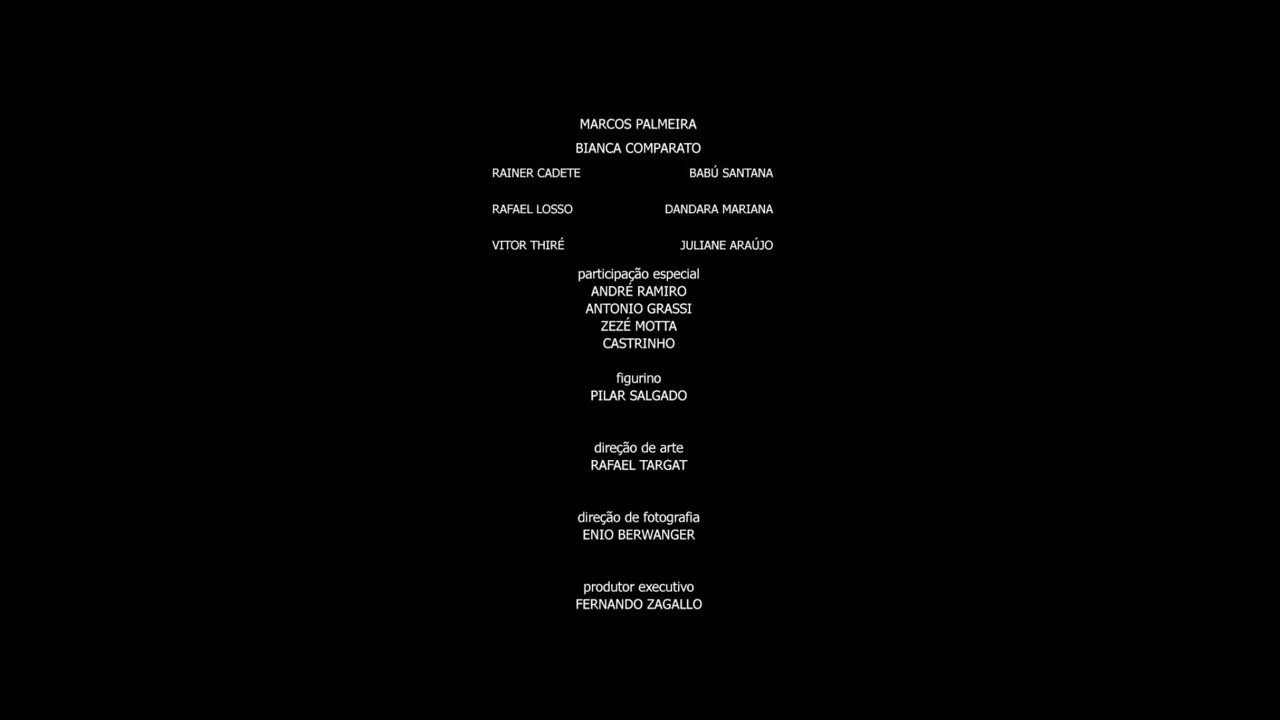 MARCOS PALMEIRA
BIANCA COMPARATO
RAINER CADETE BABÚ SANTANA
RAFAEL LOSSO DANDARA MARIANA
VITOR THIRÉ JULIANE ARAÚJO
participação especial
ANDRÉ RAMIRO
ANTONIO GRASSI
ZEZÉ MOTTA
CASTRINHO
figurino
PILAR SALGADO
direção de arte
RAFAEL TARGAT
direção de fotografia
ENIO BERWANGER
produtor executivo
FERNANDO ZAGALLO